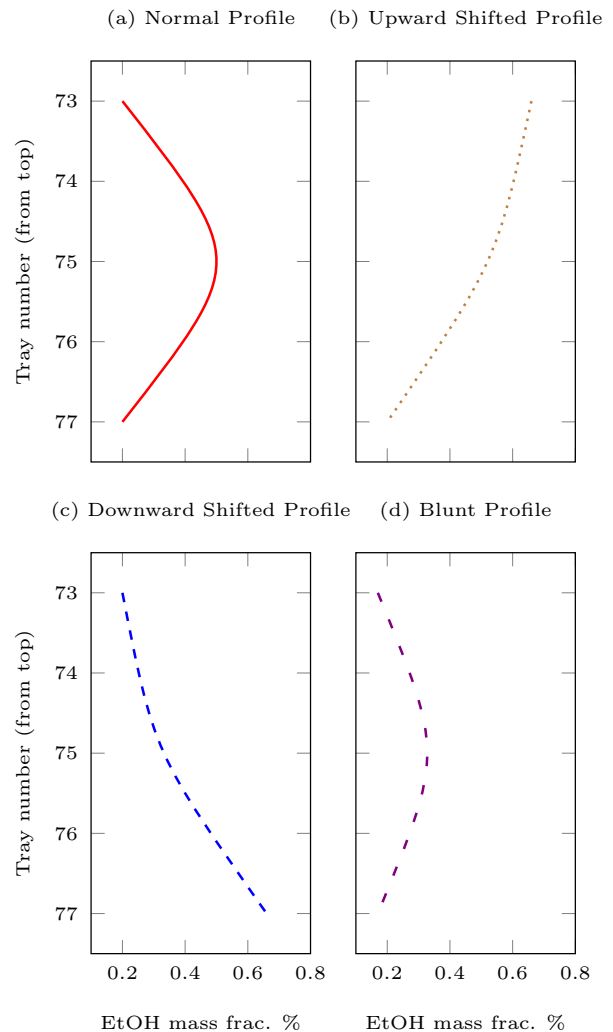 (a) Normal Profile
(b) Upward Shifted Profile
73
74
75
76
77
Tray number (from top)
(c) Downward Shifted Profile
(d) Blunt Profile
73
74
75
76
77
Tray number (from top)
0.2 0.4 0.6 0.8
0.2 0.4 0.6 0.8
EtOH mass frac. %
EtOH mass frac. %